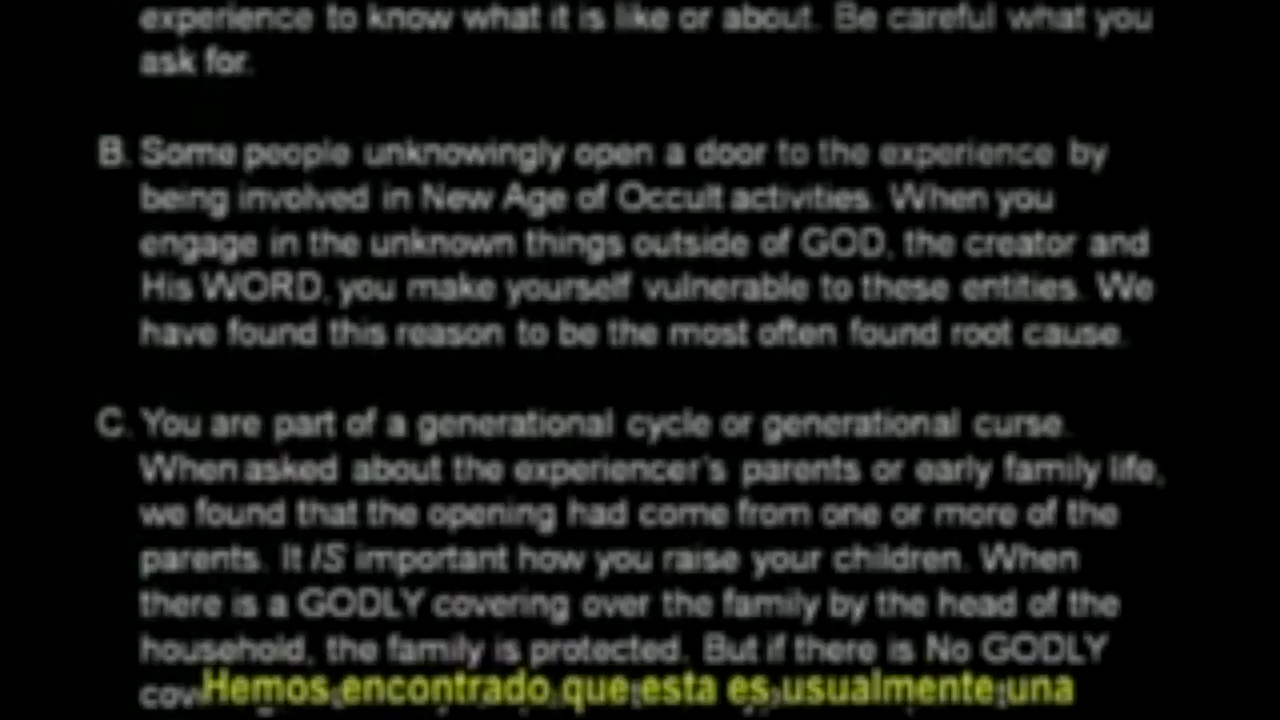 experience to know what it is like or about. Be careful what you
ask for.
B. Some people unknowingly open a door to the experience by
being involved in New Age of Occult activities. When you
engage in the unknown things outside of GOD, the creator and
His WORD, you make yourself vulnerable to these entities. We
have found this reason to be the most often found root cause.
C. You are part of a generational cycle or generational curse.
When asked about the experiencer's parents or early family life,
we found that the opening had come from one or more of the
parents. It IS important how you raise your children. When
there is a GODLY covering over the family by the head of the
household, the family is protected. But if there is No GODLY
Hemos encontrado que esta es usualmente una